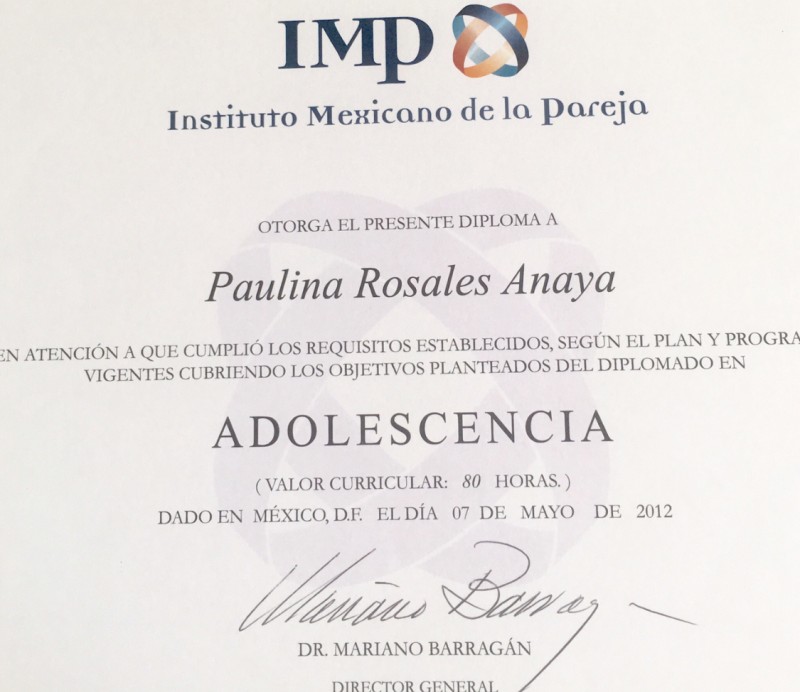 IMP
Instituto Mexicano de la Pareja
OTORGA EL PRESENTE DIPLOMA A
Paulina Rosales Anaya
EN ATENCIÓN A QUE CUMPLIÓ LOS REQUISITOS ESTABLECIDOS, SEGÚN EL PLAN Y PROGRA
VIGENTES CUBRIENDO LOS OBJETIVOS PLANTEADOS DEL DIPLOMADO EN
ADOLESCENCIA
( VALOR CURRICULAR: 80 HORAS. )
DADO EN MÉXICO, D.F. EL DÍA 07 DE MAYO DE 2012
Mariano Barragán
DR. MARIANO BARRAGÁN
DIRECTOR GENERAL